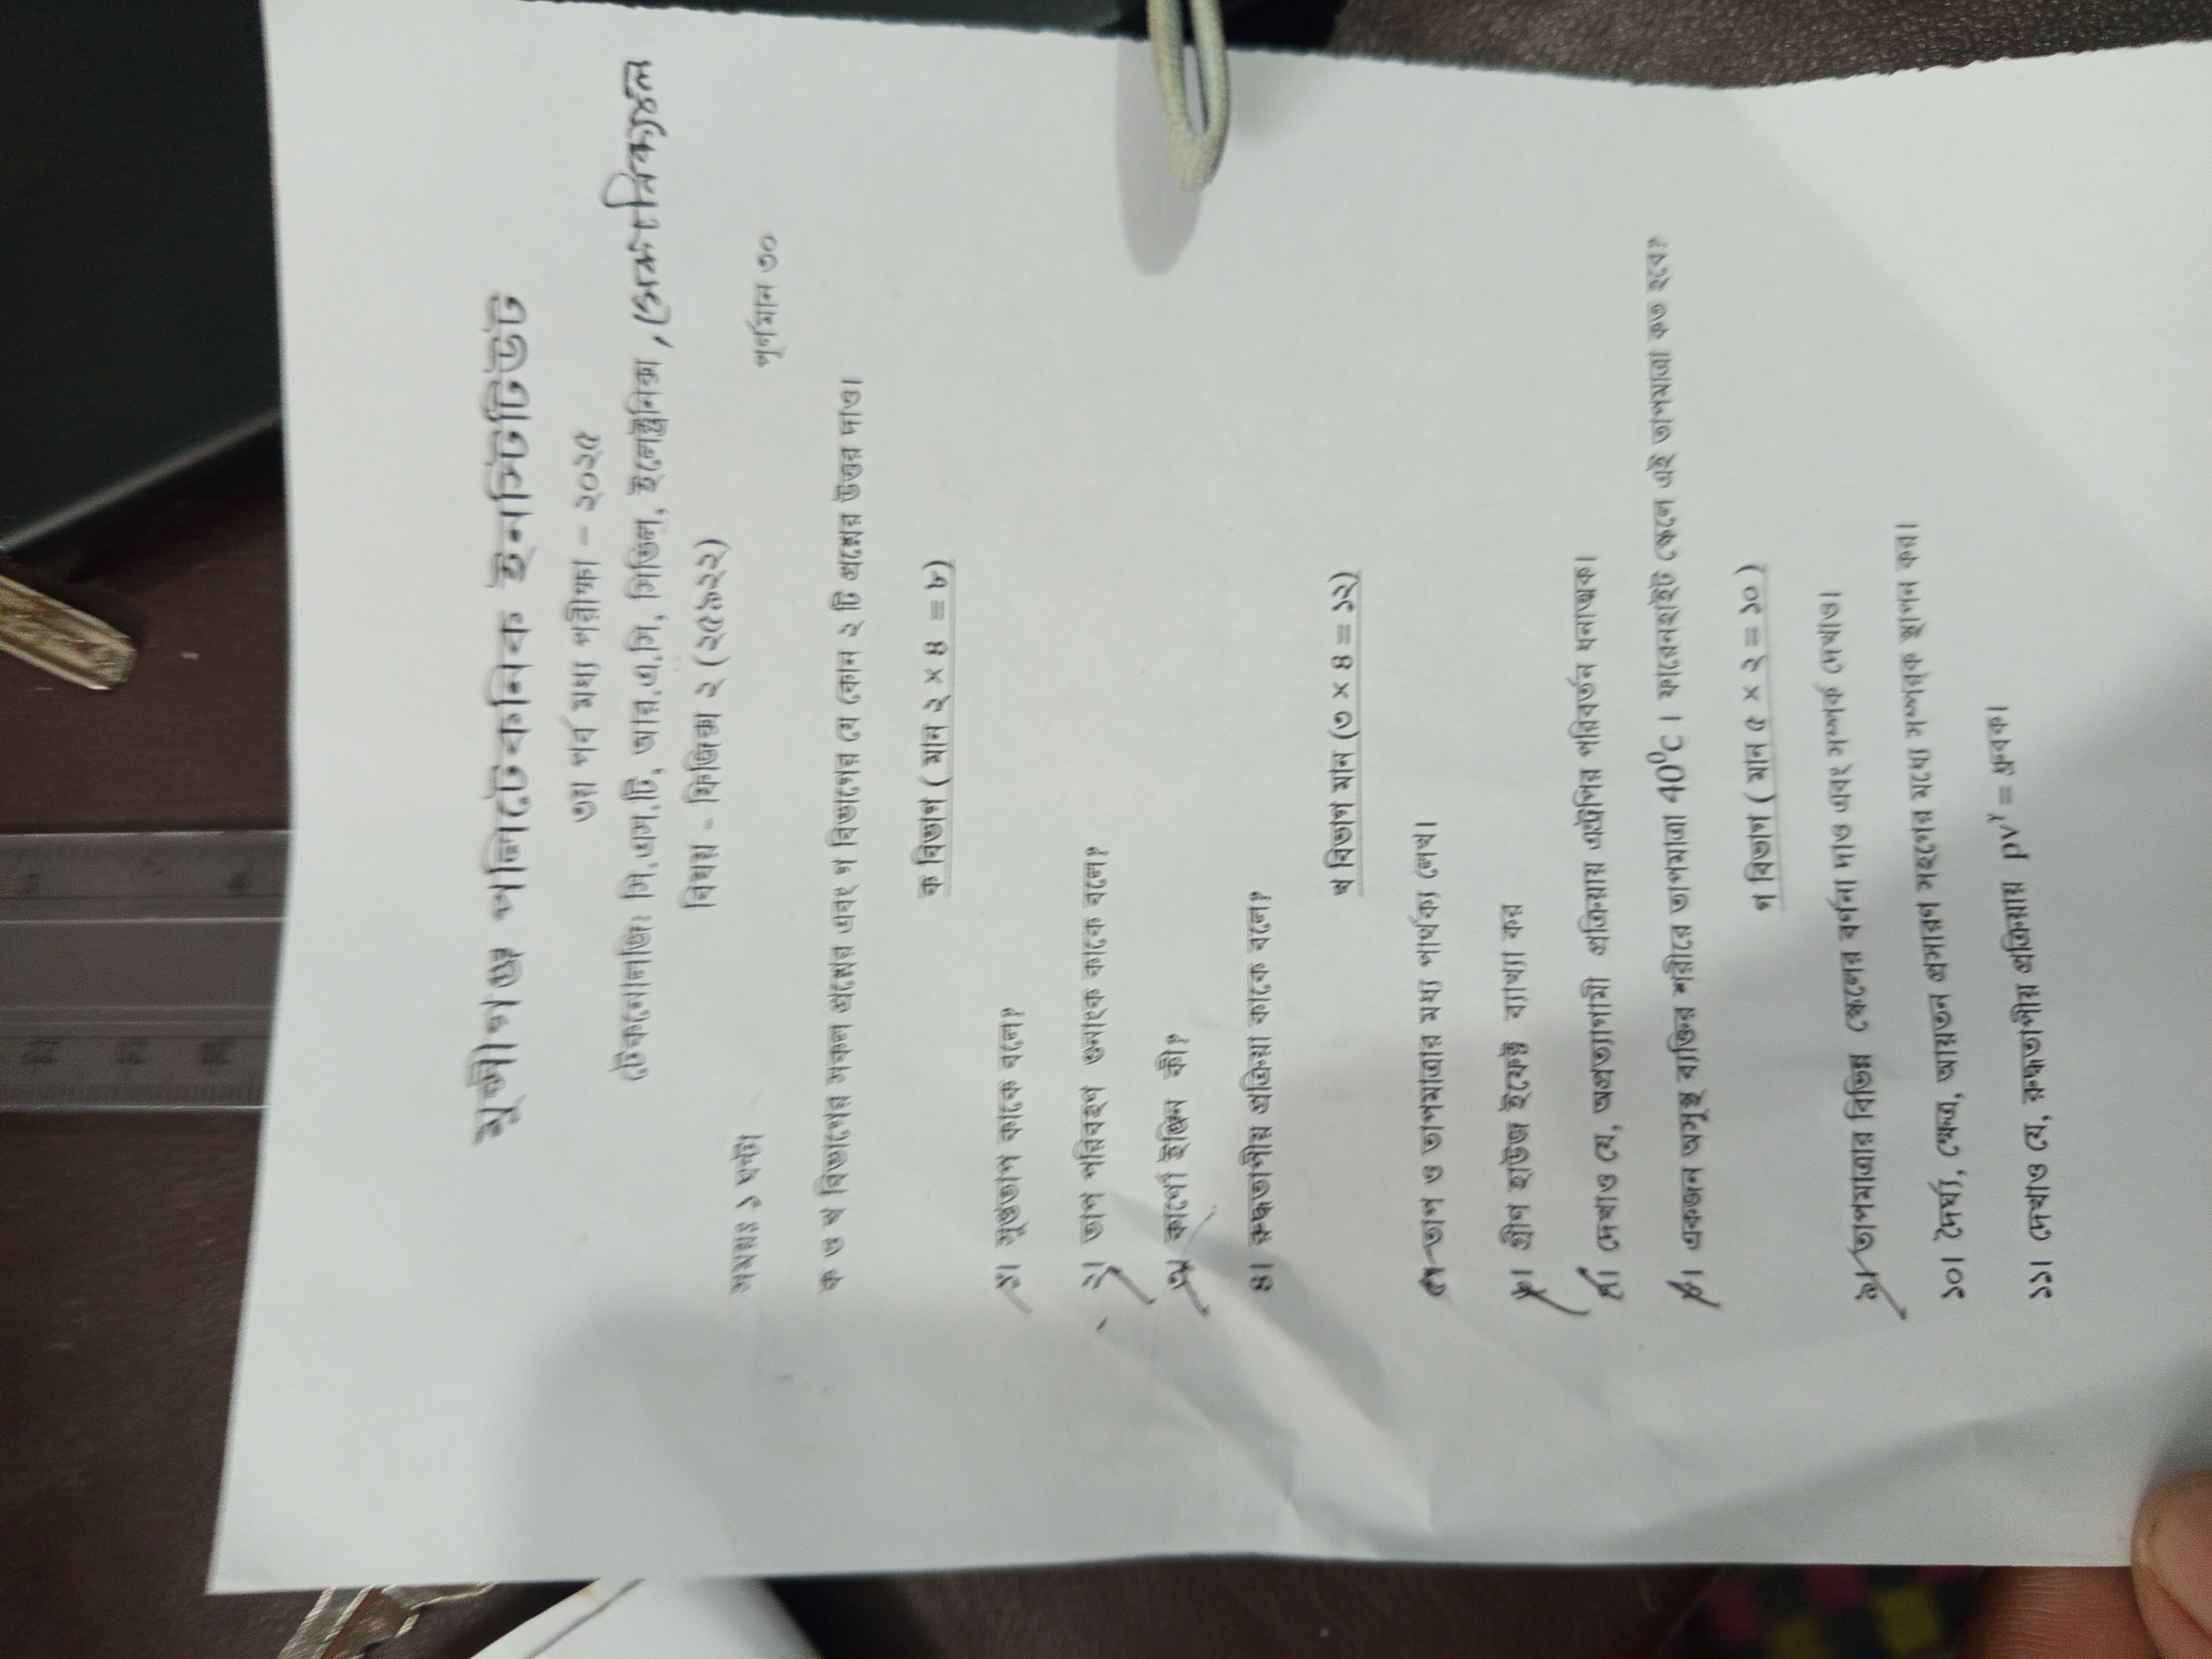 মুন্সীগঞ্জ পলিটেকনিক ইনস্টিটিউট
৩য় পর্ব মধ্য পরীক্ষা – ২০২৫
টেকনোলজিঃ সি.এস.টি, আর.এ.সি, সিভিল, ইলেক্ট্রনিক্স, মেকানিক্যাল
বিষয় - ফিজিক্স ২ (২৫৯২২)
সময়ঃ ১ ঘন্টা
পূর্ণমান ৩০
ক ও খ বিভাগের সকল প্রশ্নের এবং গ বিভাগের যে কোন ২ টি প্রশ্নের উত্তর দাও।
ক বিভাগ ( মান ২ × ৪ = ৮)
১। সুপ্ততাপ কাকে বলে?
২। তাপ পরিবহণ গুনাংক কাকে বলে?
৩। কার্ণো ইঞ্জিন কী?
৪। রুদ্ধতাপীয় প্রক্রিয়া কাকে বলে?
খ বিভাগ মান (৩ × ৪ = ১২)
৫। তাপ ও তাপমাত্রার মধ্য পার্থক্য লেখ।
৬। গ্রীণ হাউজ ইফেক্ট ব্যাখ্যা কর
৭। দেখাও যে, অপ্রত্যাগামী প্রক্রিয়ায় এন্ট্রপির পরিবর্তন ধনাত্মক।
৮। একজন অসুস্থ ব্যক্তির শরীরে তাপমাত্রা 40⁰c । ফারেনহাইট স্কেলে এই তাপমাত্রা কত হবে?
গ বিভাগ ( মান ৫ × ২ = ১০ )
৯। তাপমাত্রার বিভিন্ন স্কেলের বর্ণনা দাও এবং সম্পর্ক দেখাও।
১০। দৈর্ঘ্য, ক্ষেত্র, আয়তন প্রসারণ সহগের মধ্যে সম্পর্ক স্থাপন কর।
১১। দেখাও যে, রুদ্ধতাপীয় প্রক্রিয়ায় pvᵞ = ধ্রুবক।